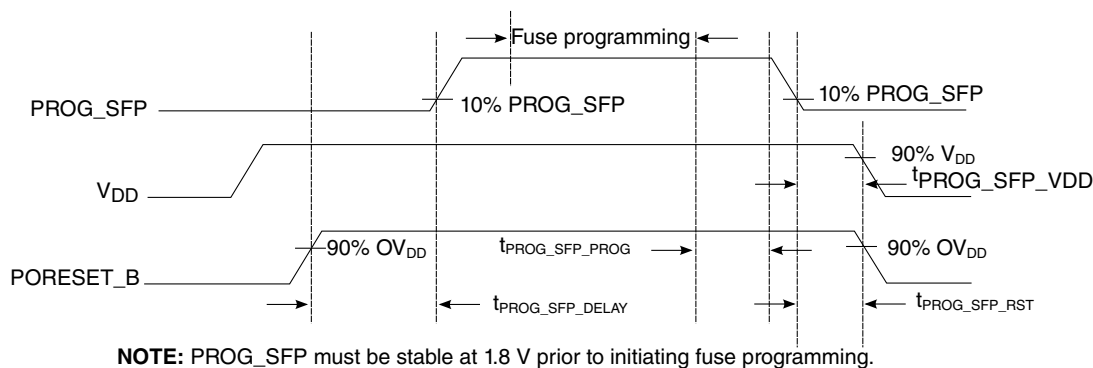 Fuse programming
PROG_SFP
10% PROG_SFP
10% PROG_SFP
90% VDD
VDD
tPROG_SFP_VDD
90% OVDD
tPROG_SFP_PROG
90% OVDD
PORESET_B
tPROG_SFP_DELAY
tPROG_SFP_RST
NOTE: PROG_SFP must be stable at 1.8 V prior to initiating fuse programming.